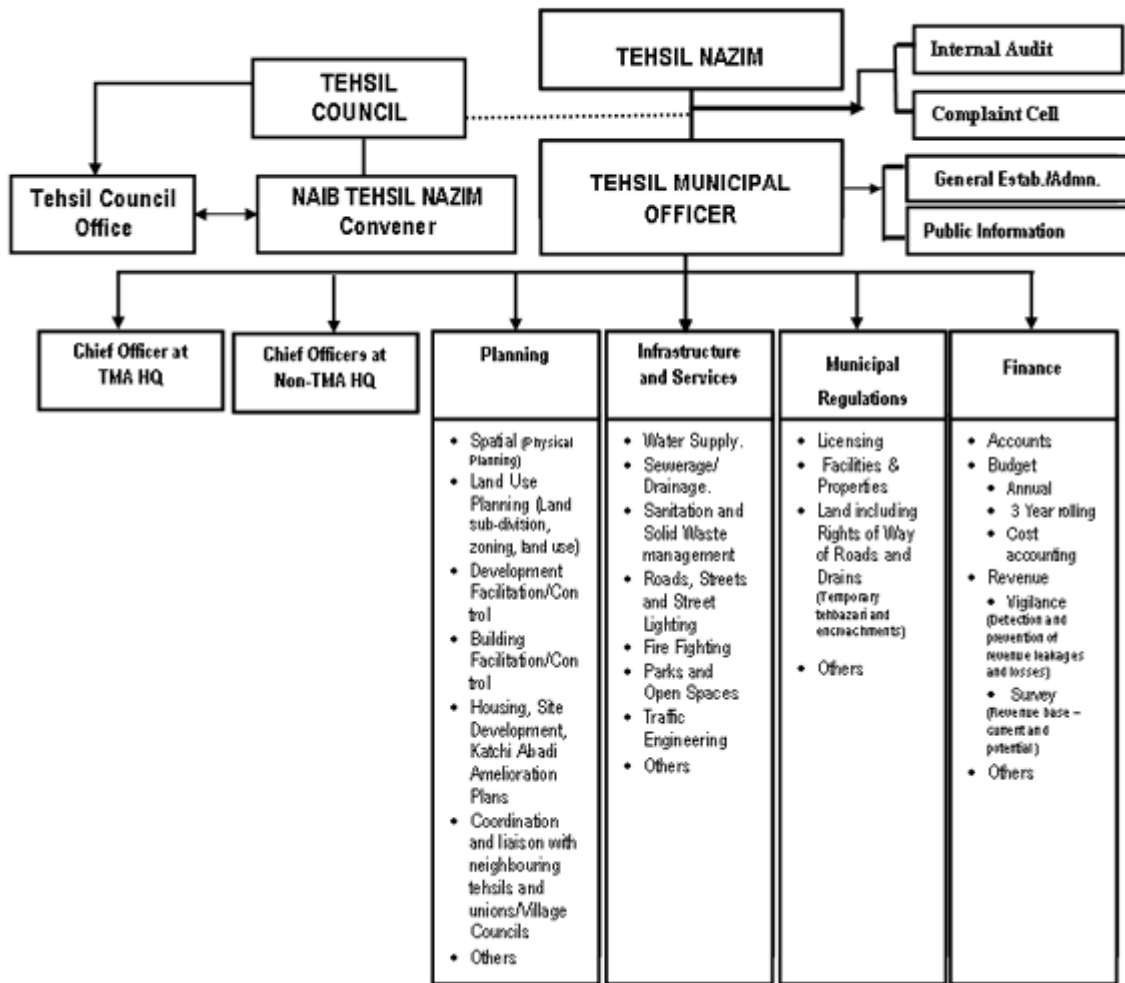 TEHSIL NAZIM
Internal Audit
Complaint Cell
TEHSIL
COUNCIL
TEHSIL MUNICIPAL
OFFICER
General Estab./Admn.
Public Information
Tehsil Council
Office
NAIB TEHSIL NAZIM
Convener
Chief Officer at
TMA HQ
Chief Officers at
Non-TMA HQ
Planning
• Spatial (Physical
Planning)
• Land Use
Planning (Land
sub-division,
zoning, land use)
• Development
Facilitation/Con
trol
• Building
Facilitation/Con
trol
• Housing, Site
Development,
Katchi Abadi
Amelioration
Plans
• Coordination
and liaison with
neighbouring
tehsils and
unions/Village
Councils
• Others
Infrastructure
and Services
• Water Supply.
• Sewerage/
Drainage.
• Sanitation and
Solid Waste
management
• Roads, Streets
and Street
Lighting
• Fire Fighting
• Parks and
Open Spaces
• Traffic
Engineering
• Others
Municipal
Regulations
• Licensing
• Facilities &
Properties
• Land including
Rights of Way
of Roads and
Drains
(Temporary
tehbazari and
encroachments)
• Others
Finance
• Accounts
• Budget
• Annual
• 3 Year rolling
• Cost
accounting
• Revenue
• Vigilance
(Detection and
prevention of
revenue leakages
and losses)
• Survey
(Revenue base –
current and
potential)
• Others